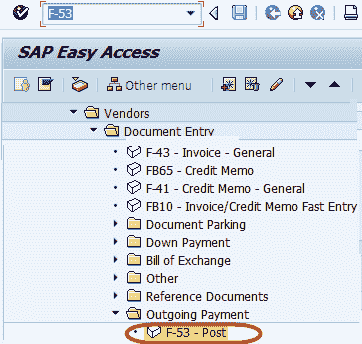 F-53
SAP Easy Access
Other menu
Vendors
Document Entry
F-43 - Invoice - General
FB65 - Credit Memo
F-41 - Credit Memo - General
FB10 - Invoice/Credit Memo Fast Entry
Document Parking
Down Payment
Bill of Exchange
Other
Reference Documents
Outgoing Payment
F-53 - Post